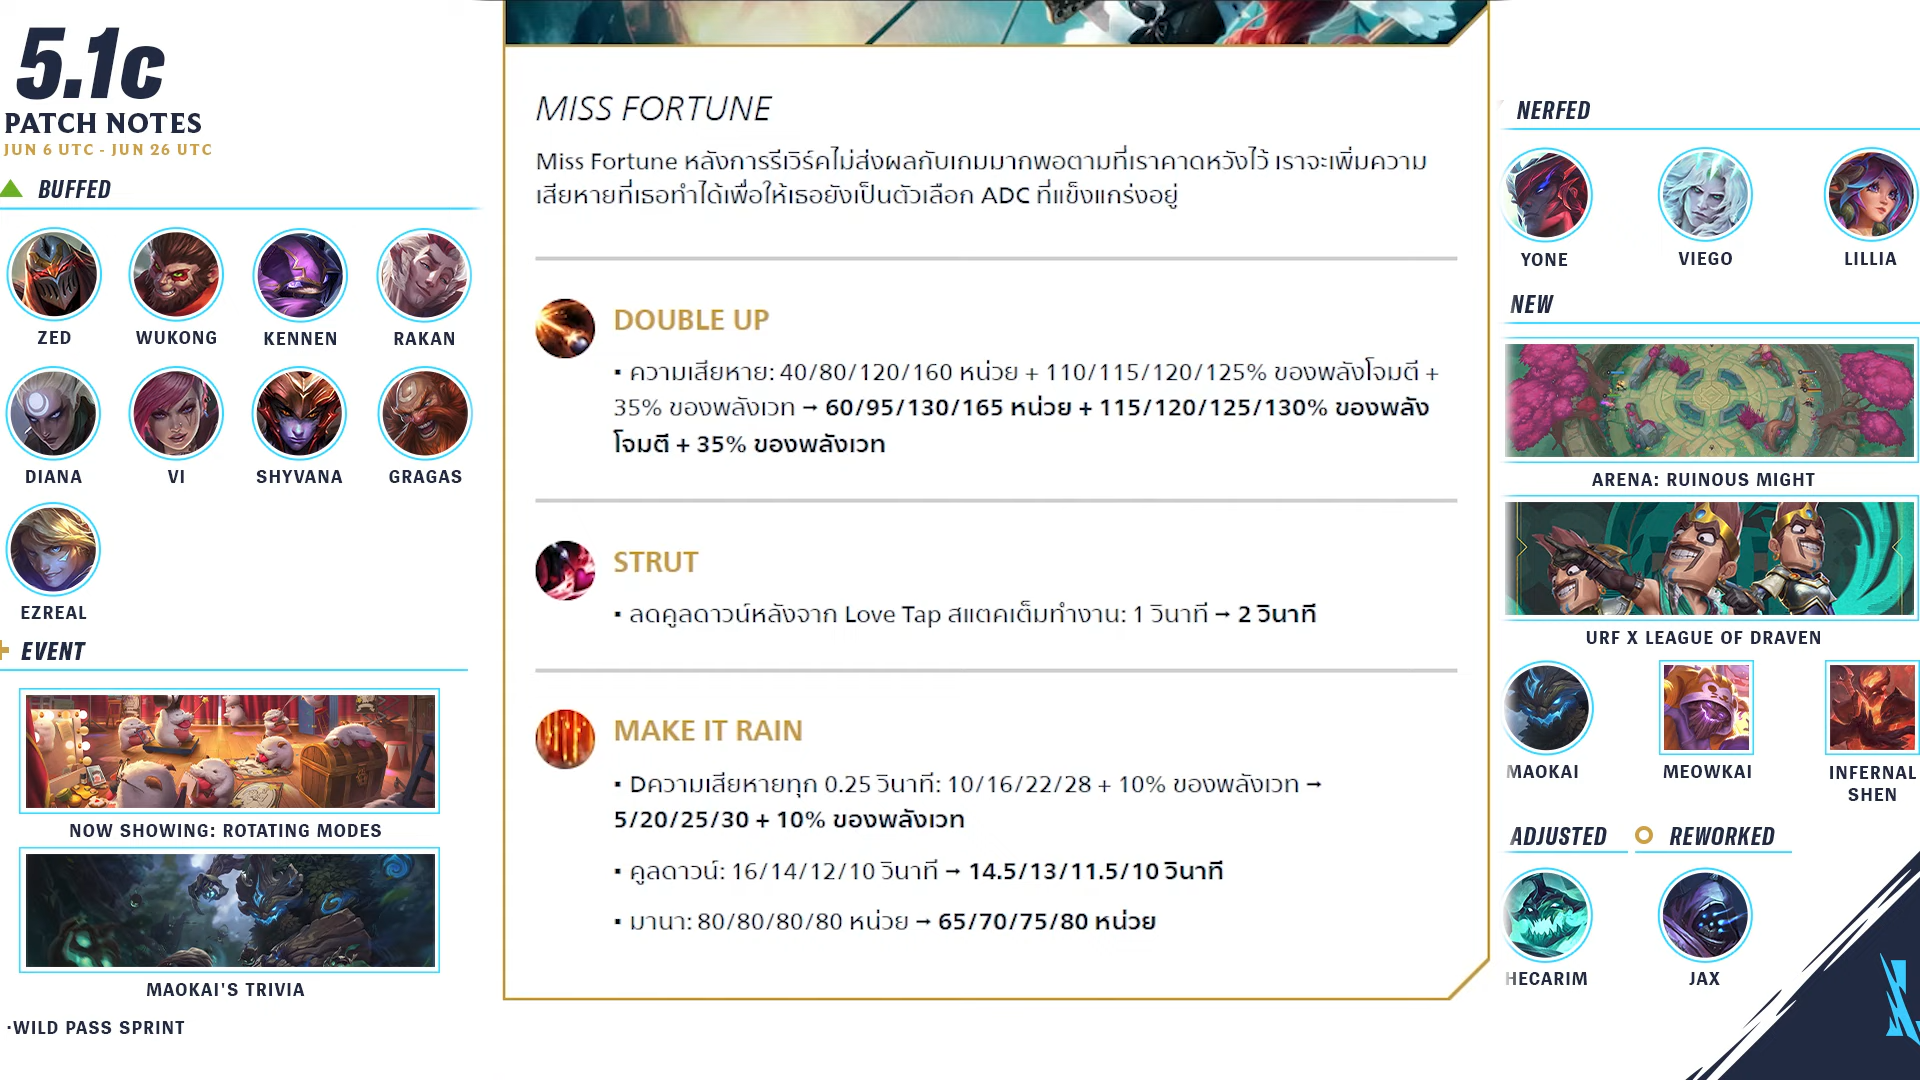 5.1c
PATCH NOTES
JUN 6 UTC - JUN 26 UTC
BUFFED
ZED
WUKONG
KENNEN
RAKAN
DIANA
VI
SHYVANA
GRAGAS
EZREAL
EVENT
NOW SHOWING: ROTATING MODES
MAOKAI'S TRIVIA
·WILD PASS SPRINT
MISS FORTUNE
Miss Fortune หลังการรีเวิร์คไม่ส่งผลกับเกมมากพอตามที่เราคาดหวังไว้ เราจะเพิ่มความ
เสียหายที่เธอทำได้เพื่อให้เธอยังเป็นตัวเลือก ADC ที่แข็งแกร่งอยู่
DOUBLE UP
▪ ความเสียหาย: 40/80/120/160 หน่วย + 110/115/120/125% ของพลังโจมตี +
35% ของพลังเวท → 60/95/130/165 หน่วย + 115/120/125/130% ของพลัง
โจมตี + 35% ของพลังเวท
STRUT
▪ ลดคูลดาวน์หลังจาก Love Tap สแตคเต็มทำงาน: 1 วินาที → 2 วินาที
MAKE IT RAIN
▪ Dความเสียหายทุก 0.25 วินาที: 10/16/22/28 + 10% ของพลังเวท →
5/20/25/30 + 10% ของพลังเวท
▪ คูลดาวน์: 16/14/12/10 วินาที → 14.5/13/11.5/10 วินาที
▪ มานา: 80/80/80/80 หน่วย → 65/70/75/80 หน่วย
NERFED
YONE
VIEGO
LILLIA
NEW
ARENA: RUINOUS MIGHT
URF X LEAGUE OF DRAVEN
MAOKAI
MEOWKAI
INFERNAL
SHEN
ADJUSTED
REWORKED
HECARIM
JAX